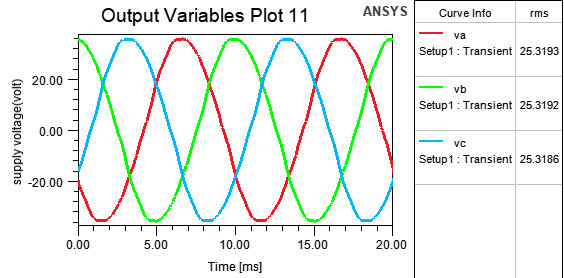 Output Variables Plot 11
ANSYS
Curve Info rms
va
Setup1 : Transient 25.3193
vb
Setup1 : Transient 25.3192
vc
Setup1 : Transient 25.3186
supply voltage(volt)
20.00
0.00
-20.00
0.00 5.00 10.00 15.00 20.00
Time [ms]